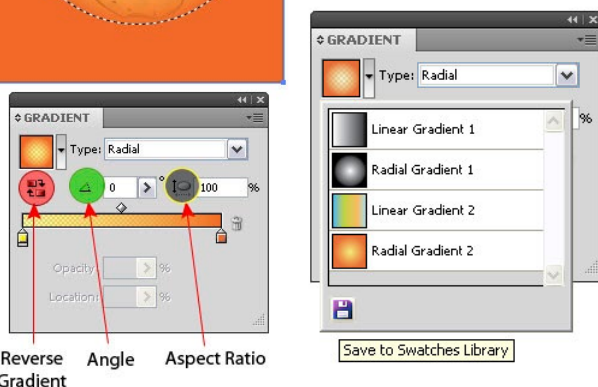 GRADIENT
Type: Radial
0 ° 100 %
Opacity: %
Location: %
Reverse Gradient
Angle
Aspect Ratio
GRADIENT
Type: Radial
%
Linear Gradient 1
Radial Gradient 1
Linear Gradient 2
Radial Gradient 2
Save to Swatches Library